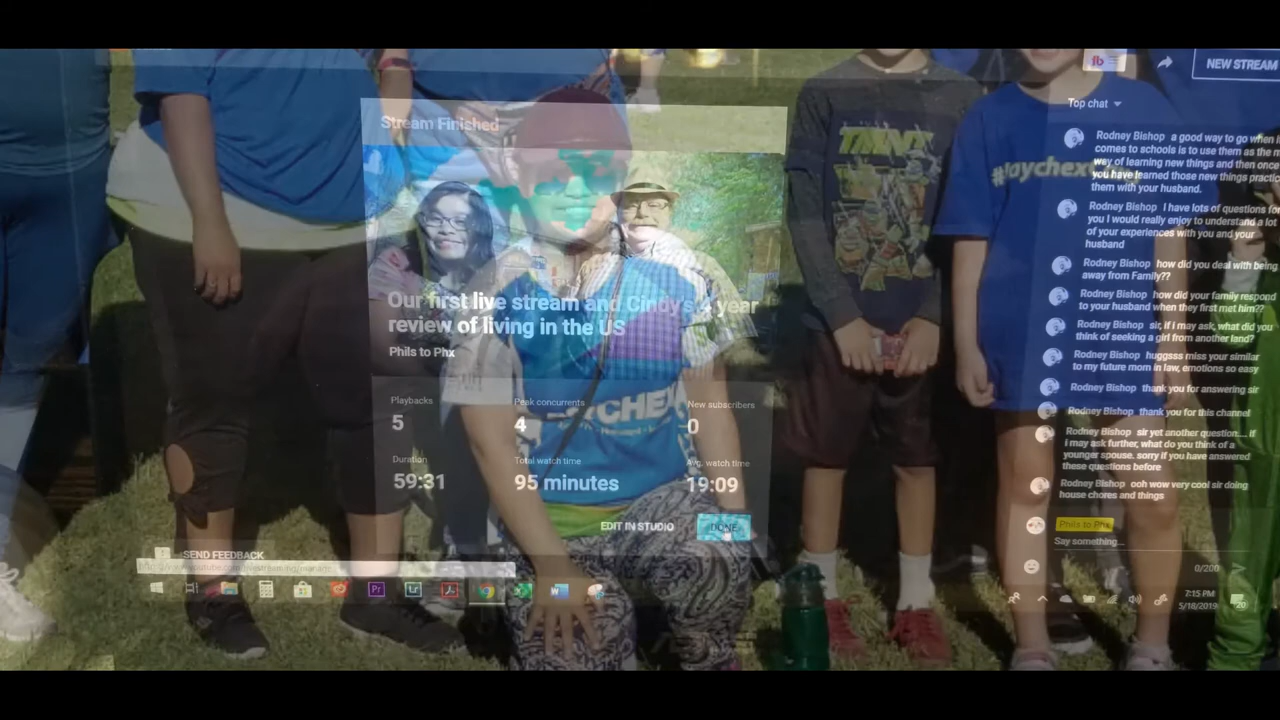 NEW STREAM
Top chat
Stream Finished
Our first live stream and Cindy's 4 year
review of living in the US
Phils to Phx
Playbacks
5
Peak concurrents
4
New subscribers
0
Duration
59:31
Total watch time
95 minutes
Avg. watch time
19:09
EDIT IN STUDIO
DONE
SEND FEEDBACK
TMNT
Rodney Bishop a good way to go when
comes to schools is to use them as the m
way of learning new things and then once
you have learned those new things practic
them with your husband.
Rodney Bishop I have lots of questions for
you I would really enjoy to understand a lot
of your experiences with you and your
husband
Rodney Bishop how did you deal with being
away from Family??
Rodney Bishop how did your family respond
to your husband when they first met him??
Rodney Bishop sir, if i may ask, what did you
think of seeking a girl from another land?
Rodney Bishop huggsss miss your similar
to my future mom in law, emotions so easy
Rodney Bishop thank you for answering sir
Rodney Bishop thank you for this channel
Rodney Bishop sir yet another question.... if
i may ask further, what do you think of a
younger spouse. sorry if you have answered
these questions before
Rodney Bishop ooh wow very cool sir doing
house chores and things
Phils to Phx
Say something...
0/200
Pr
7:15 PM
5/18/2019
20